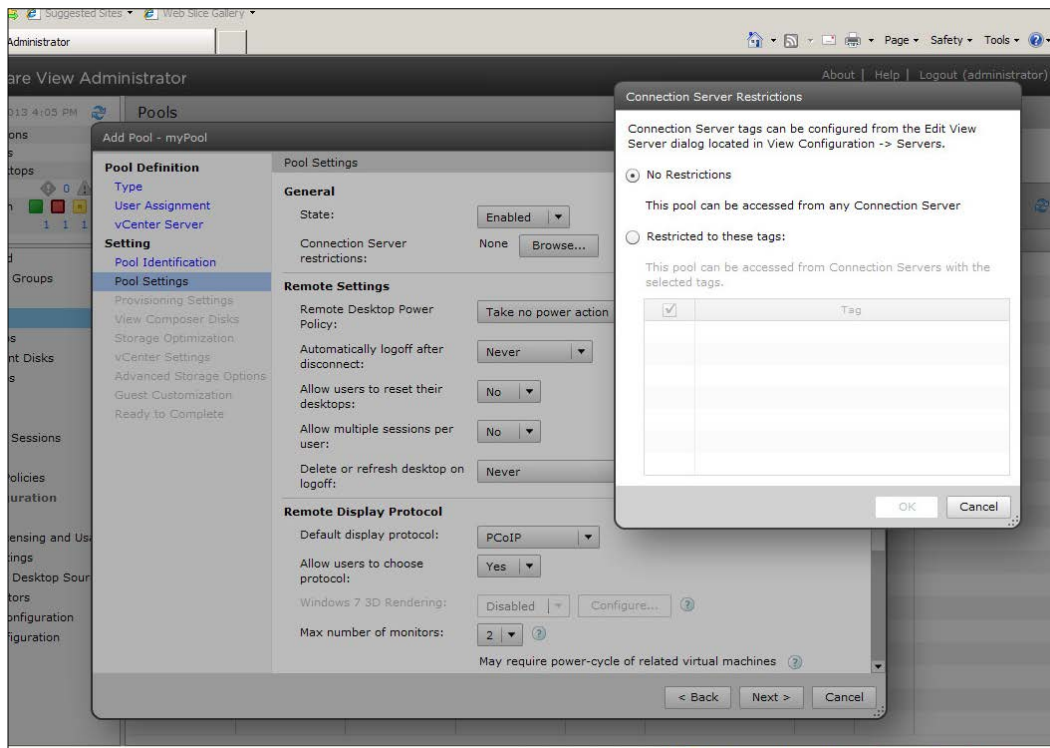 Suggested Sites Web Slice Gallery
Administrator
Page Safety Tools
are View Administrator
About | Help | Logout (administrator)
013 4:05 PM
Pools
ons
s
ktops
0
1 1 1
d
Groups
s
nt Disks
s
Sessions
Policies
uration
ensing and Usa
tings
Desktop Sour
tors
onfiguration
figuration
Add Pool - myPool
Pool Definition
Type
User Assignment
vCenter Server
Setting
Pool Identification
Pool Settings
Provisioning Settings
View Composer Disks
Storage Optimization
vCenter Settings
Advanced Storage Options
Guest Customization
Ready to Complete
Pool Settings
General
State: Enabled
Connection Server restrictions: None Browse...
Remote Settings
Remote Desktop Power Policy: Take no power action
Automatically logoff after disconnect: Never
Allow users to reset their desktops: No
Allow multiple sessions per user: No
Delete or refresh desktop on logoff: Never
Remote Display Protocol
Default display protocol: PCoIP
Allow users to choose protocol: Yes
Windows 7 3D Rendering: Disabled Configure... ?
Max number of monitors: 2 ?
May require power-cycle of related virtual machines ?
< Back Next > Cancel
Connection Server Restrictions
Connection Server tags can be configured from the Edit View
Server dialog located in View Configuration -> Servers.
No Restrictions
This pool can be accessed from any Connection Server
Restricted to these tags:
This pool can be accessed from Connection Servers with the
selected tags.
Tag
OK Cancel